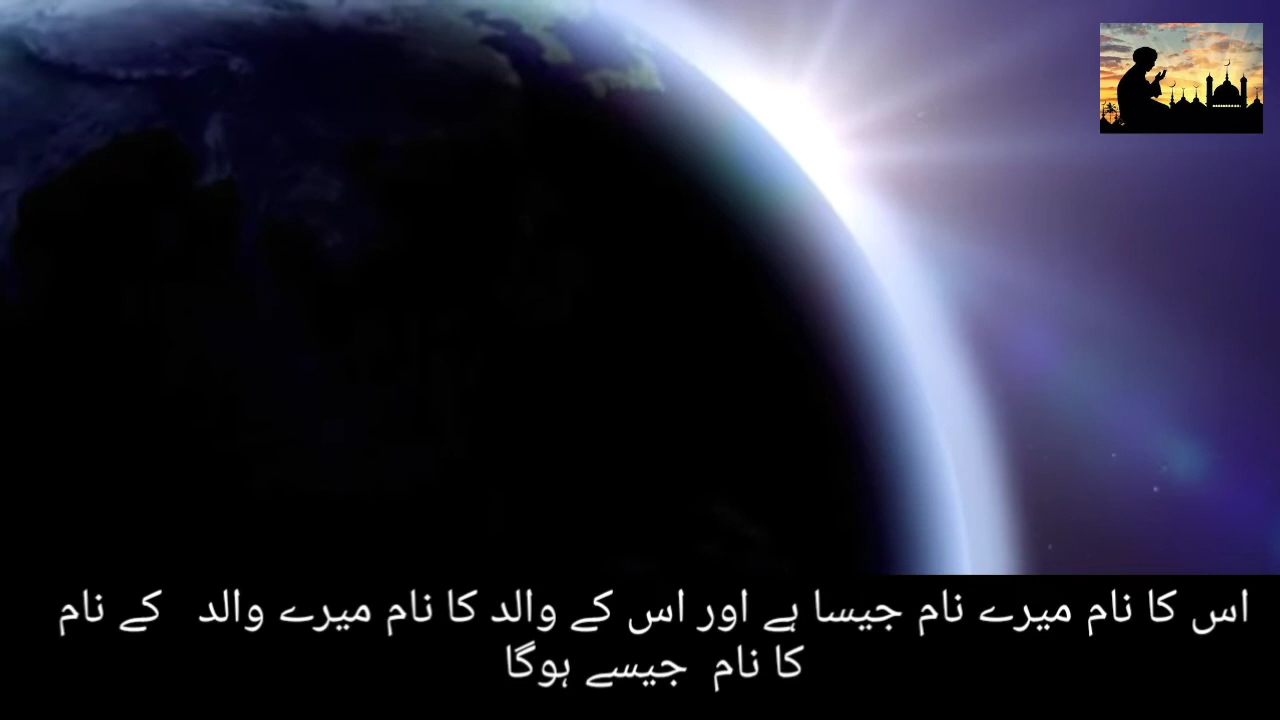 اس کا نام میرے نام جیسا ہے اور اس کے والد کا نام میرے والد کے نام
کا نام جیسے ہوگا